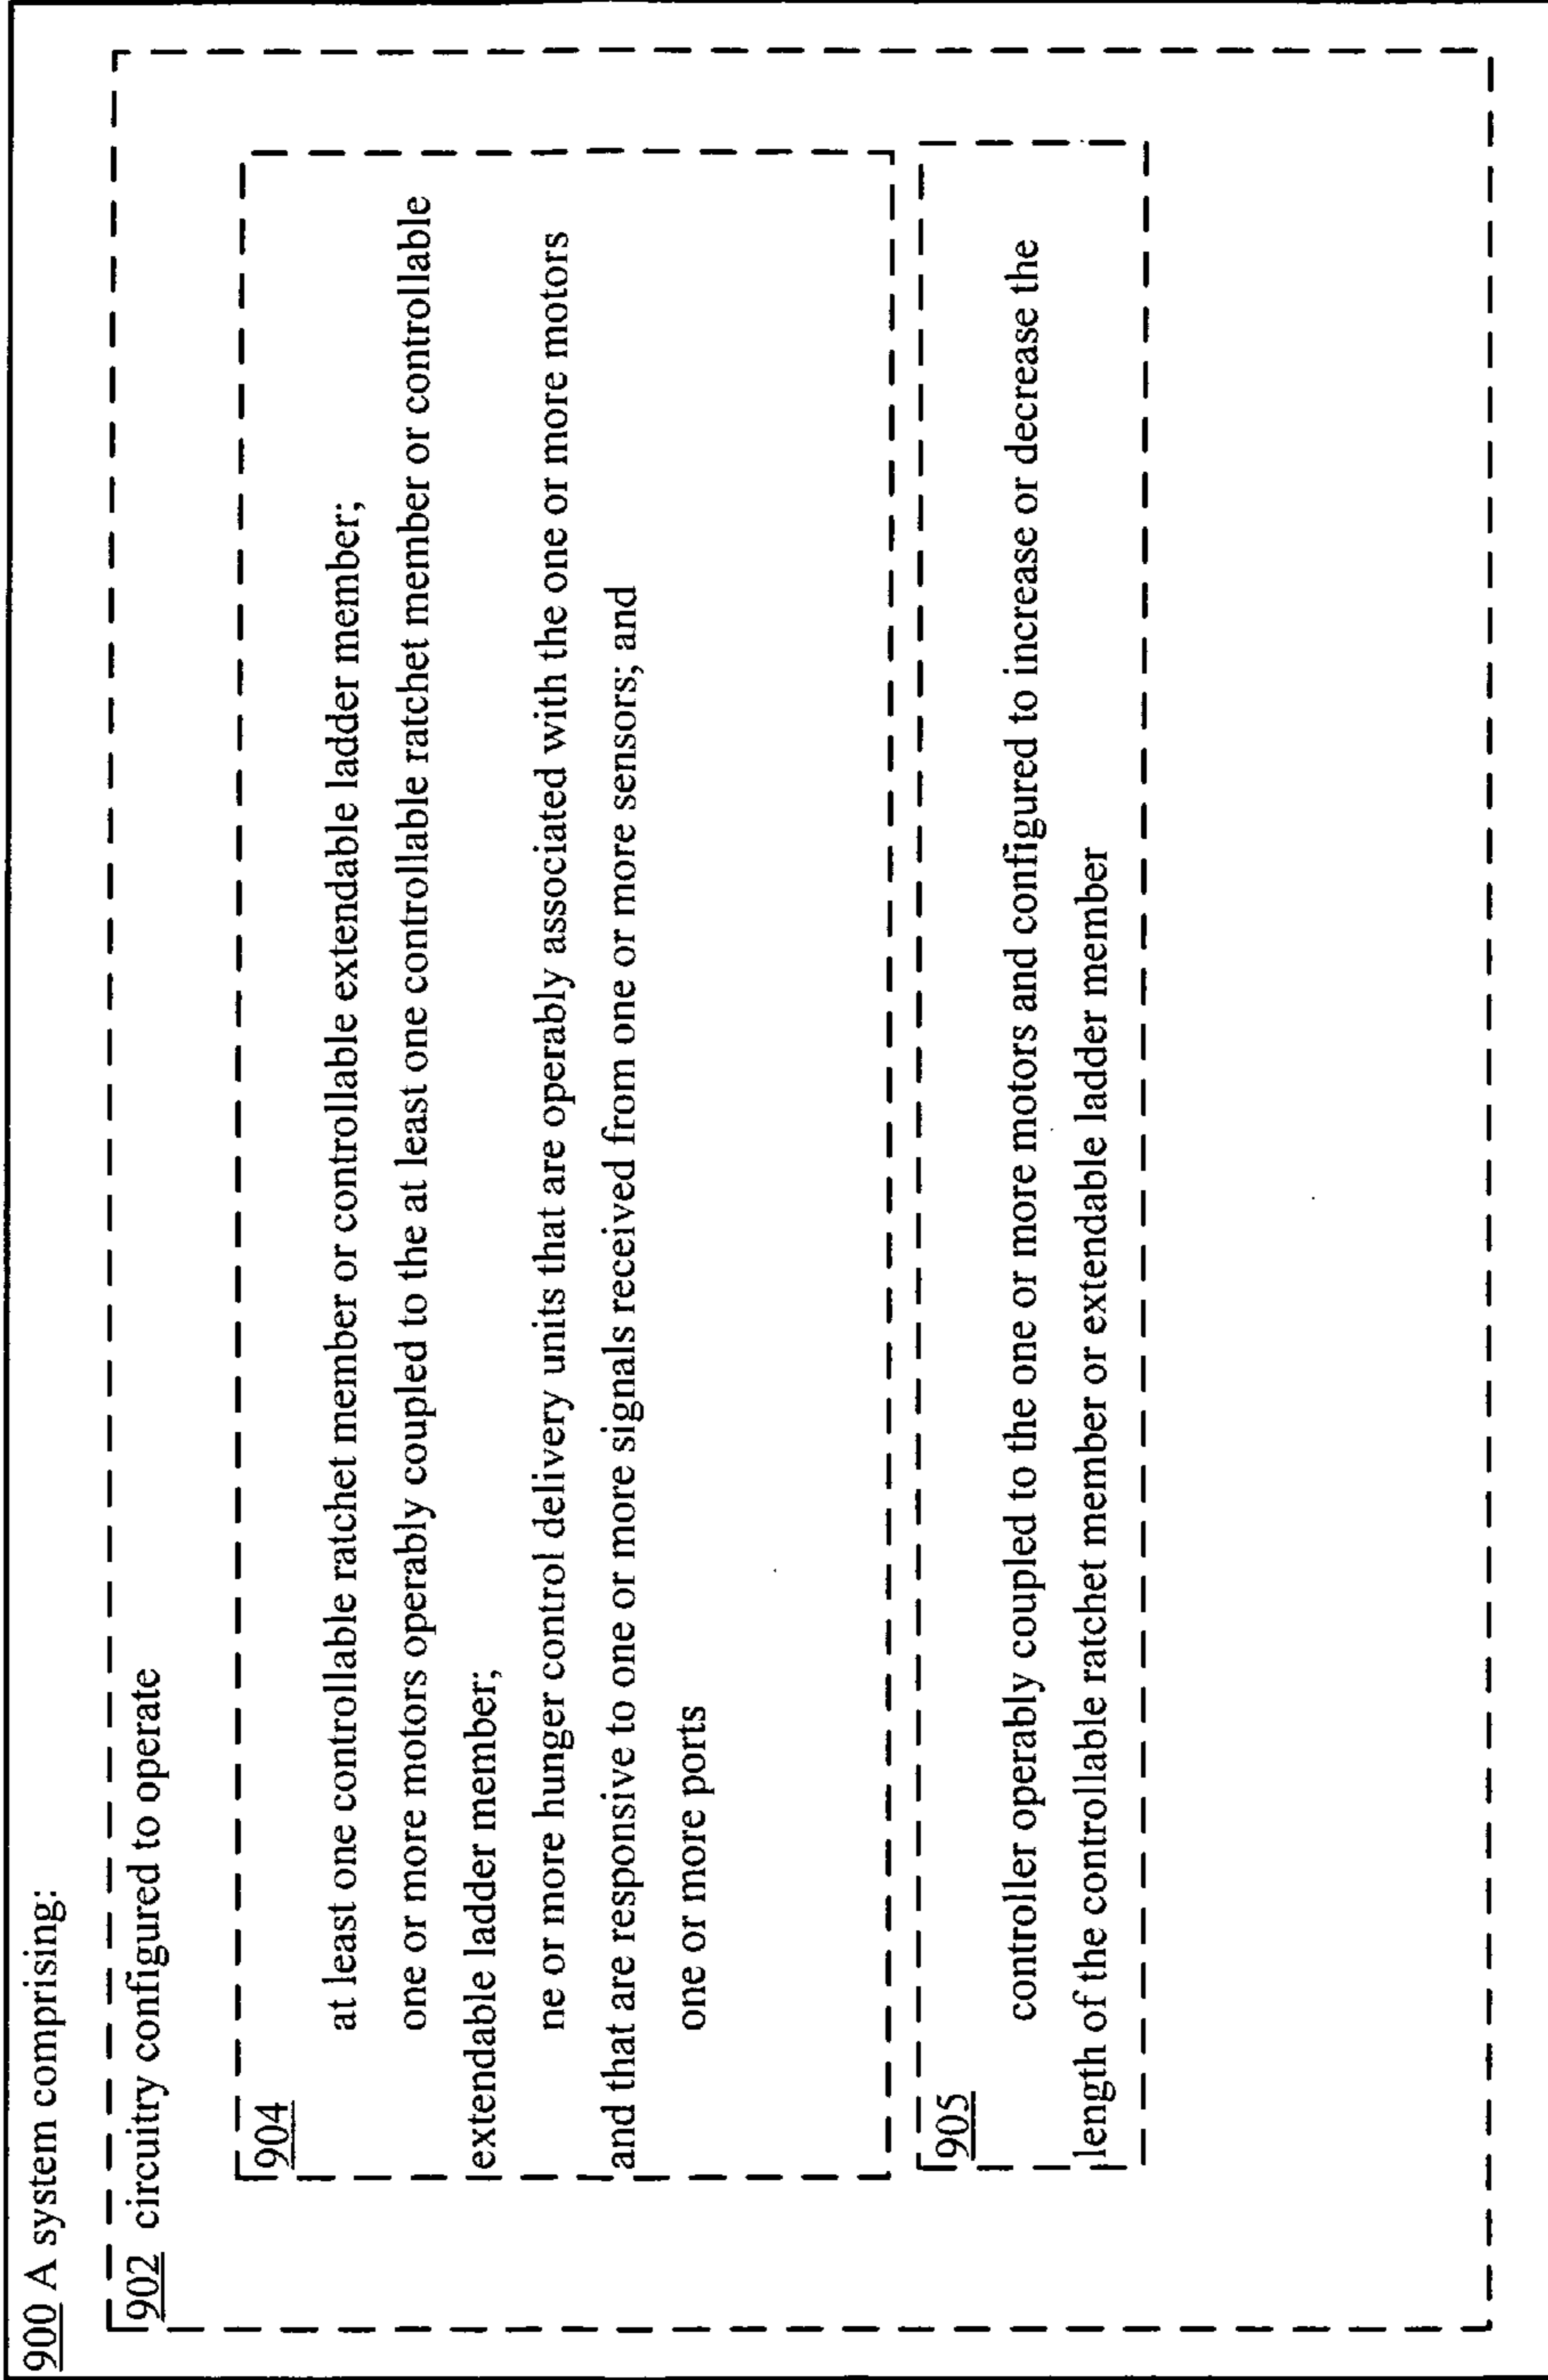 900 A system comprising:
902 circuitry configured to operate
904
at least one controllable ratchet member or controllable extendable ladder member;
one or more motors operably coupled to the at least one controllable ratchet member or controllable
extendable ladder member;
ne or more hunger control delivery units that are operably associated with the one or more motors
and that are responsive to one or more signals received from one or more sensors; and
one or more ports
905
controller operably coupled to the one or more motors and configured to increase or decrease the
length of the controllable ratchet member or extendable ladder member